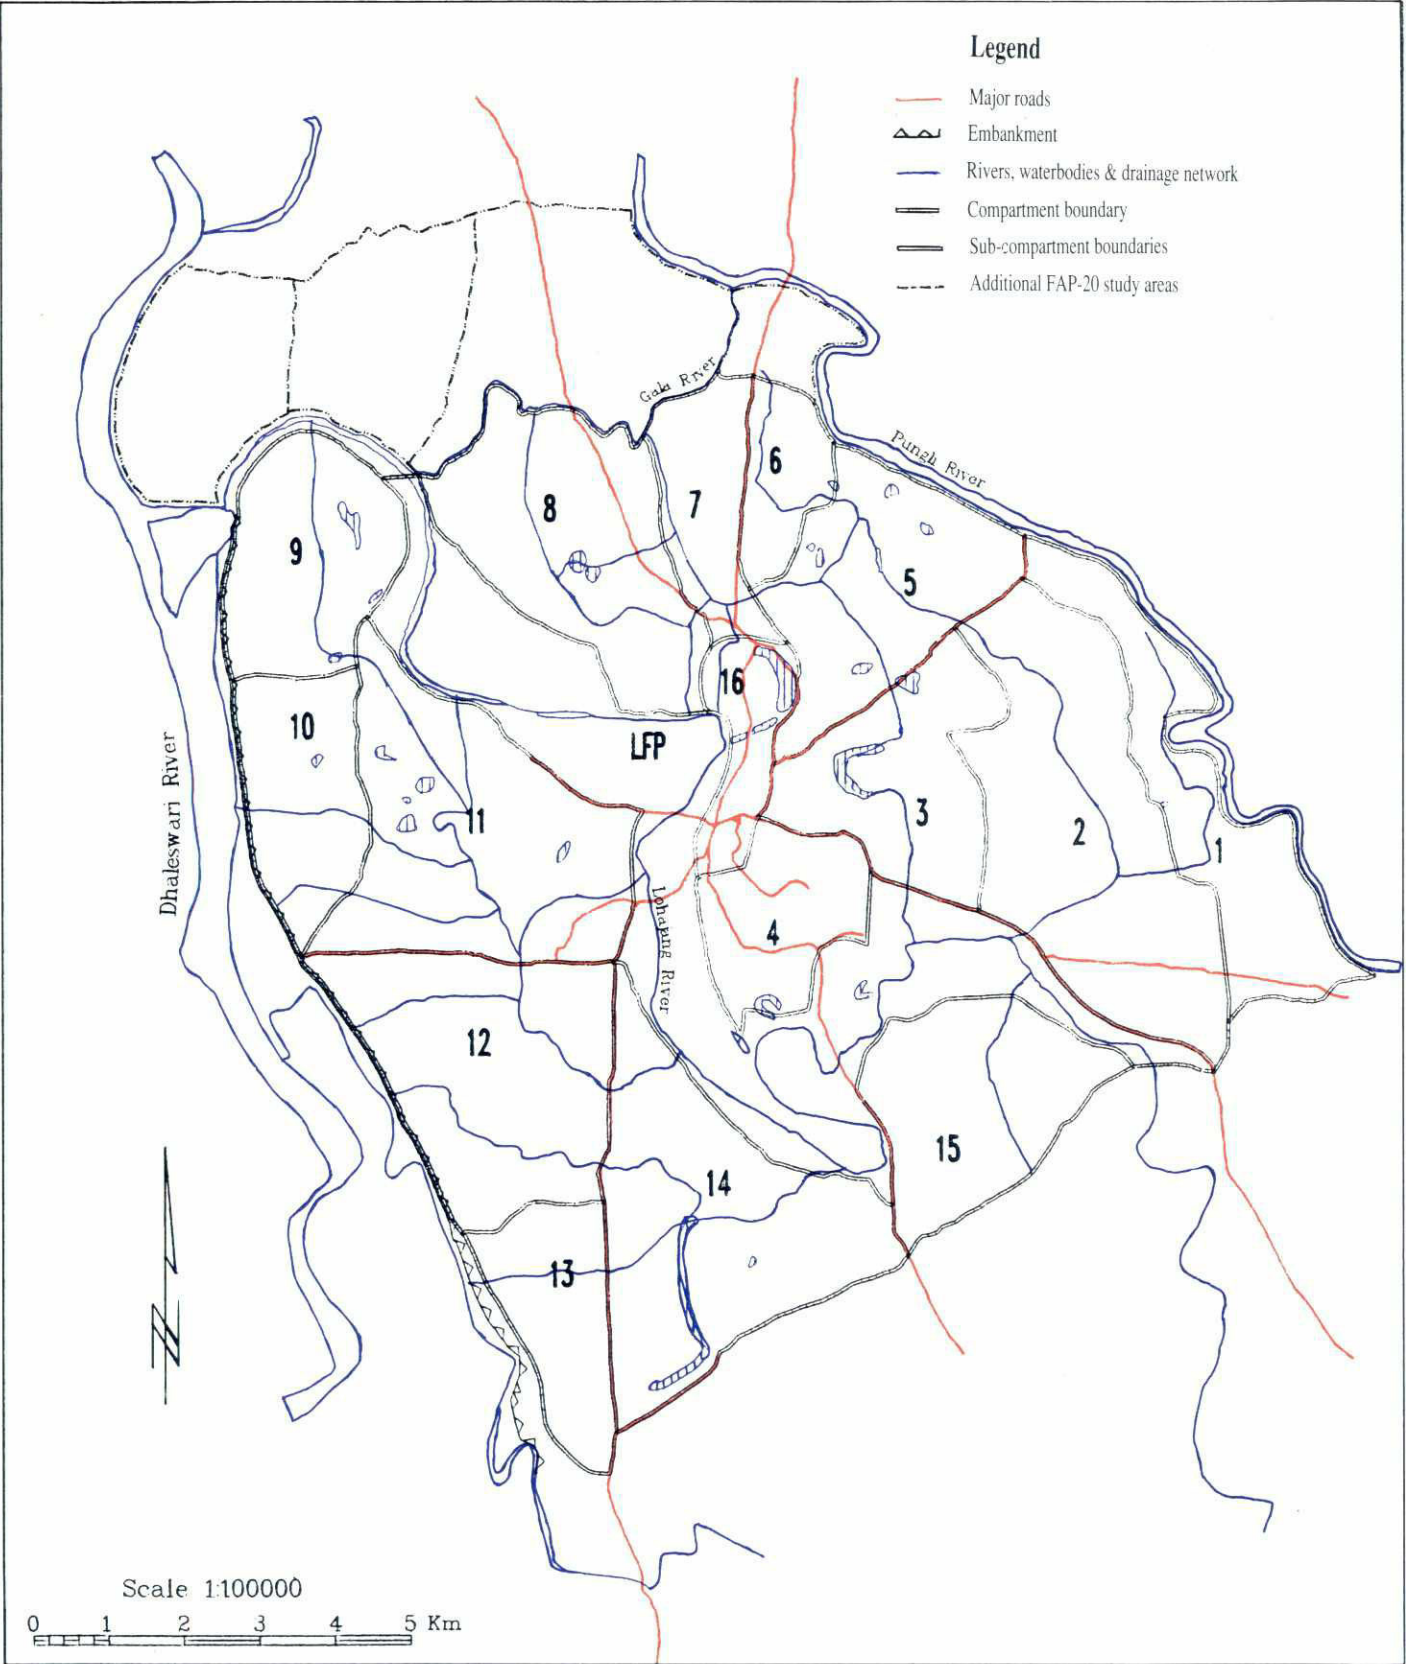 Legend
Major roads
Embankment
Rivers, waterbodies & drainage network
Compartment boundary
Sub-compartment boundaries
Additional FAP-20 study areas
Gala River
Pungli River
6
8
7
9
5
16
10
LFP
Dhaleswari River
3
11
2
1
Lohajang River
4
12
15
14
13
Scale 1:100000
0 1 2 3 4 5 Km